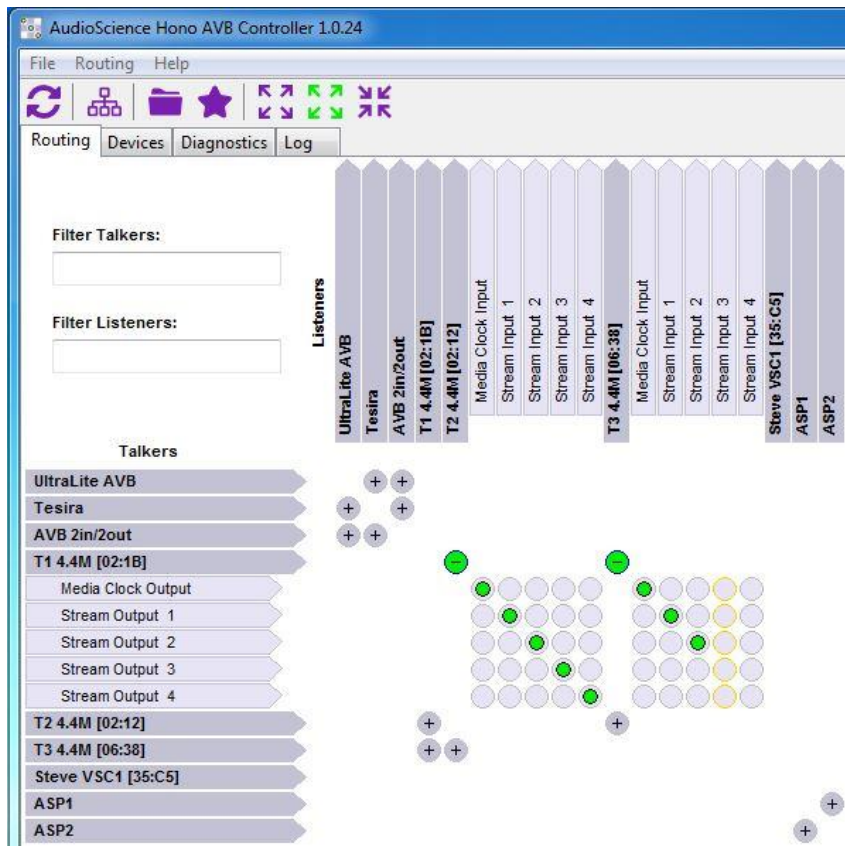 AudioScience Hono AVB Controller 1.0.24
File Routing Help
Routing Devices Diagnostics Log
Filter Talkers:
Filter Listeners:
Listeners
UltraLite AVB
Tesira
AVB 2in/2out
T1 4.4M [02:1B]
T2 4.4M [02:12]
Media Clock Input
Stream Input 1
Stream Input 2
Stream Input 3
Stream Input 4
T3 4.4M [06:38]
Media Clock Input
Stream Input 1
Stream Input 2
Stream Input 3
Stream Input 4
Steve VSC1 [35:C5]
ASP1
ASP2
Talkers
UltraLite AVB
Tesira
AVB 2in/2out
T1 4.4M [02:1B]
Media Clock Output
Stream Output 1
Stream Output 2
Stream Output 3
Stream Output 4
T2 4.4M [02:12]
T3 4.4M [06:38]
Steve VSC1 [35:C5]
ASP1
ASP2